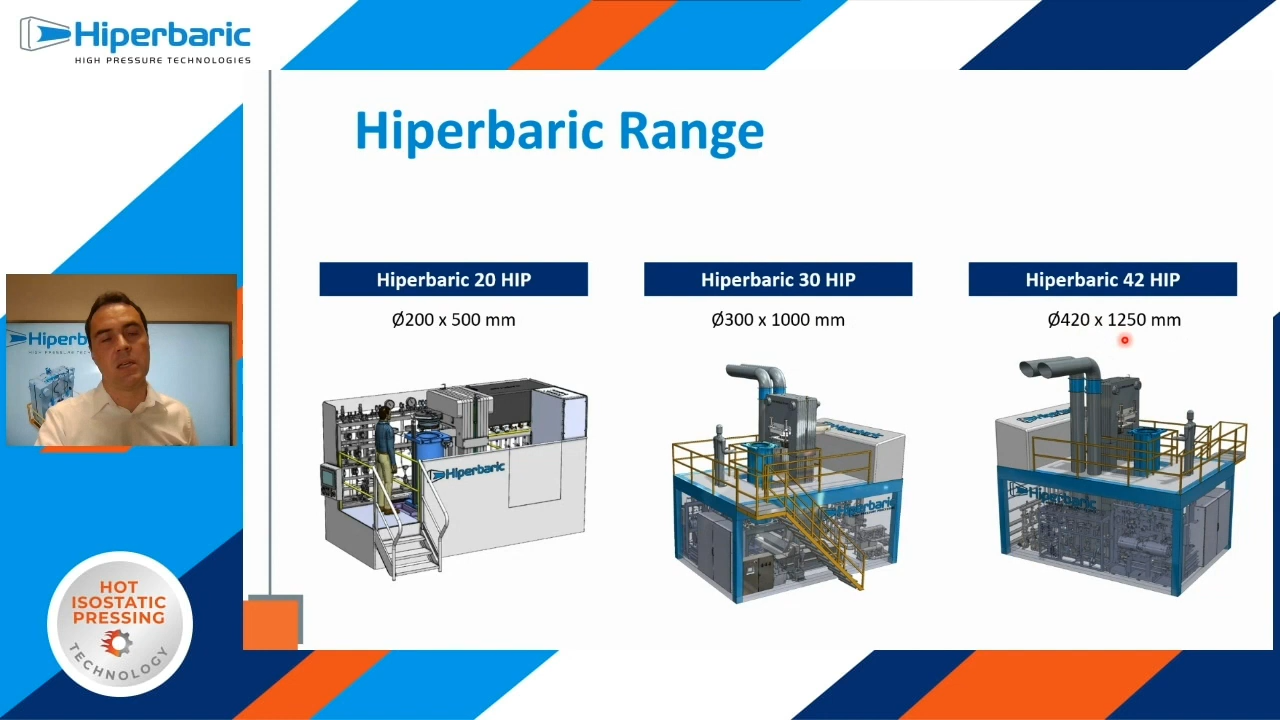 Hiperbaric
HIGH PRESSURE TECHNOLOGIES
Hiperbaric Range
Hiperbaric 20 HIP
Ø200 x 500 mm
Hiperbaric
Hiperbaric 30 HIP
Ø300 x 1000 mm
Hiperbaric
Hiperbaric 42 HIP
Ø420 x 1250 mm
Hiperbaric
HOT
ISOSTATIC
PRESSING
TECHNOLOGY